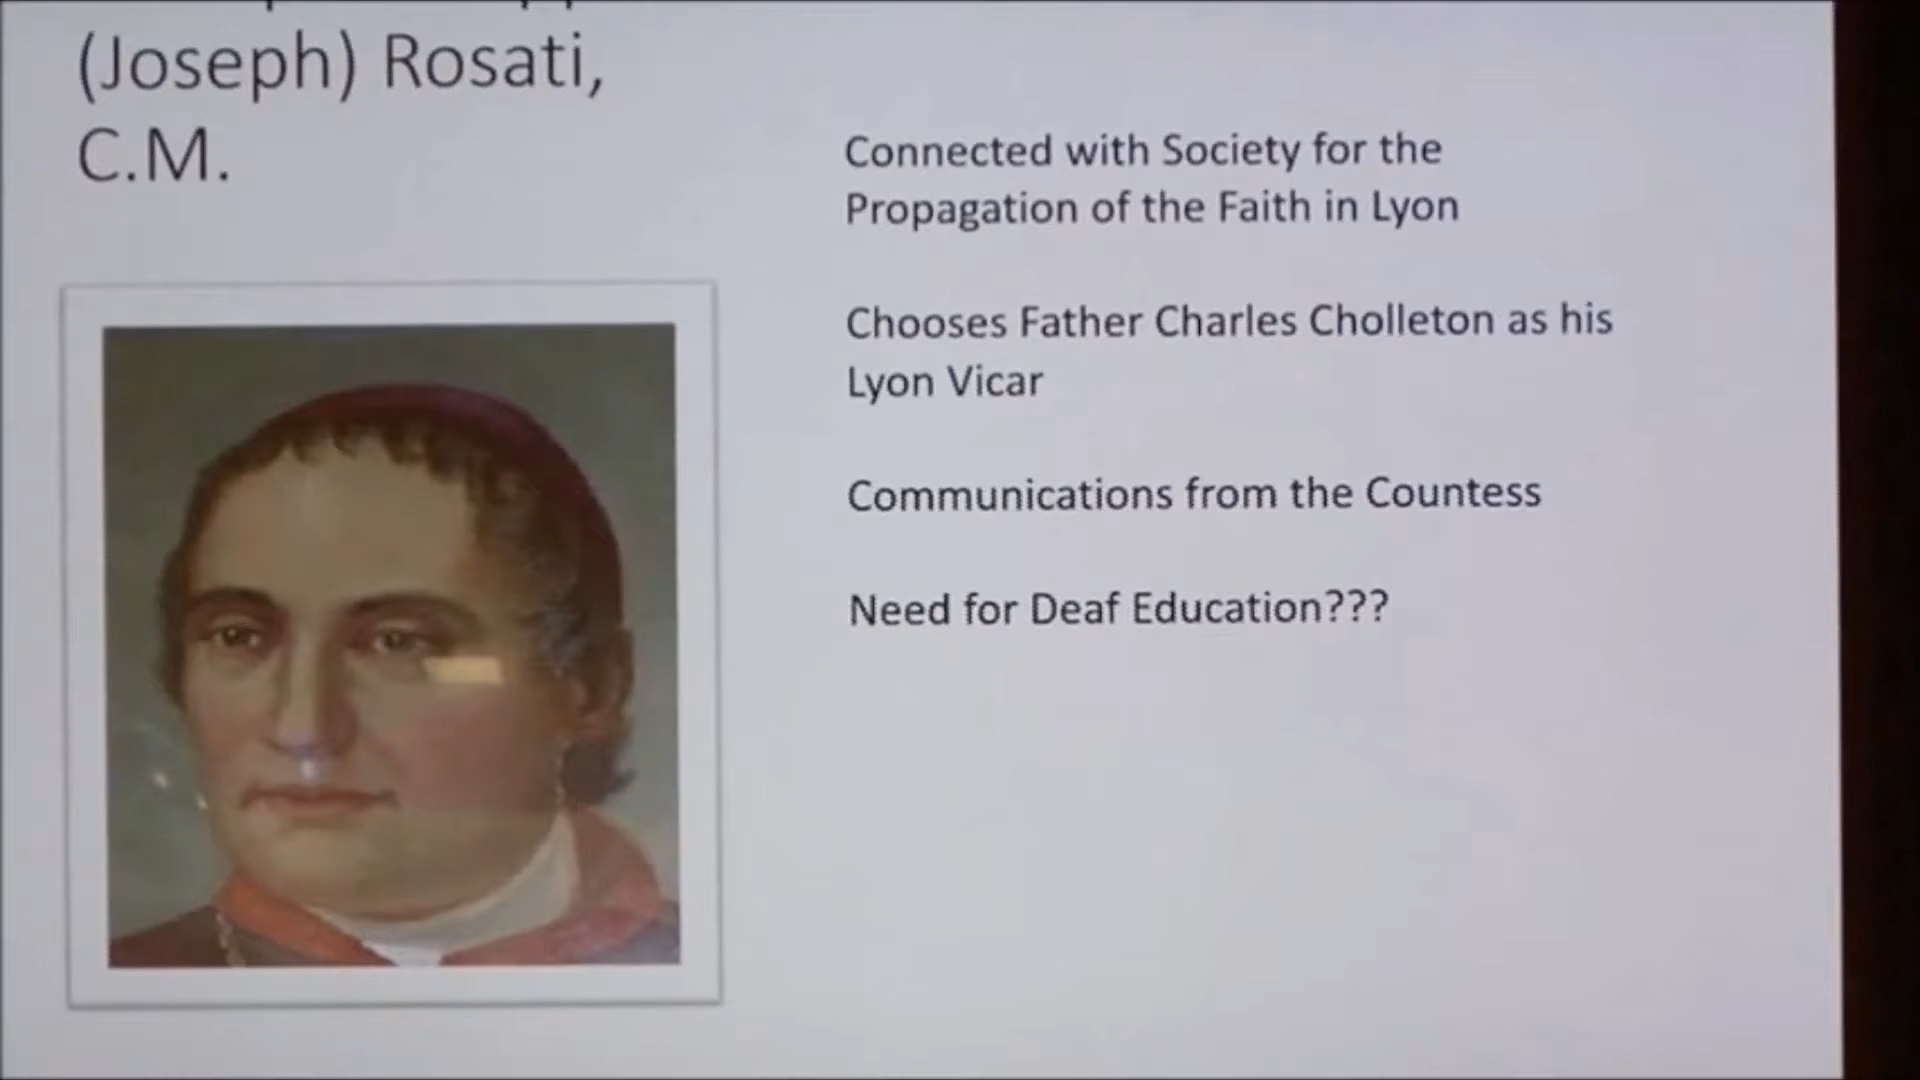 (Joseph) Rosati,
C.M.
Connected with Society for the
Propagation of the Faith in Lyon
Chooses Father Charles Cholleton as his
Lyon Vicar
Communications from the Countess
Need for Deaf Education???